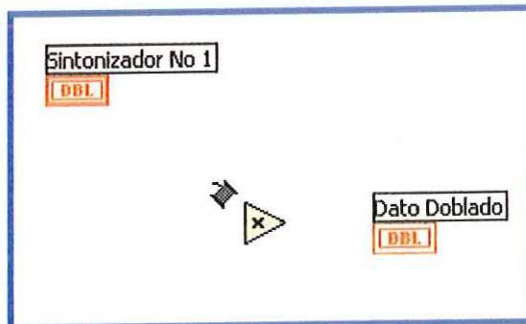 Sintonizador No 1
DBL
x
Dato Doblado
DBL